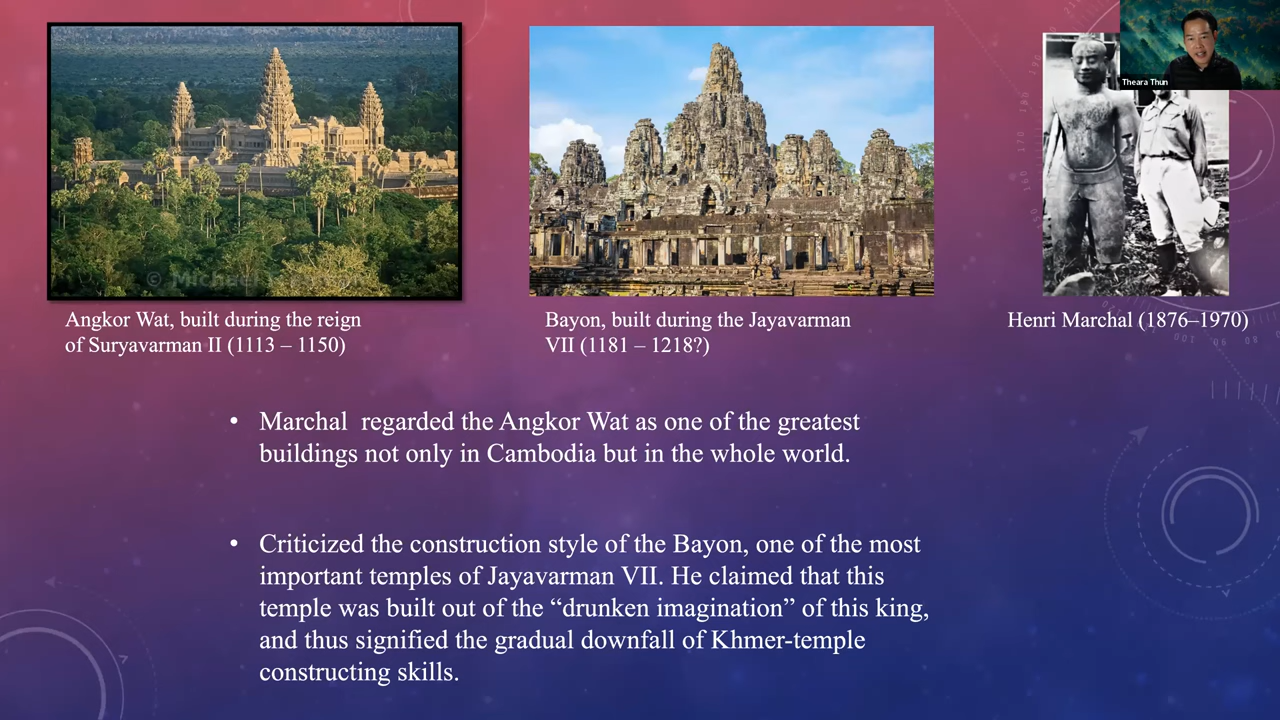 Theara Thun
© Michael
Angkor Wat, built during the reign
of Suryavarman II (1113 – 1150)
Bayon, built during the Jayavarman
VII (1181 – 1218?)
Henri Marchal (1876–1970)
• Marchal  regarded the Angkor Wat as one of the greatest
buildings not only in Cambodia but in the whole world.
• Criticized the construction style of the Bayon, one of the most
important temples of Jayavarman VII. He claimed that this
temple was built out of the “drunken imagination” of this king,
and thus signified the gradual downfall of Khmer-temple
constructing skills.